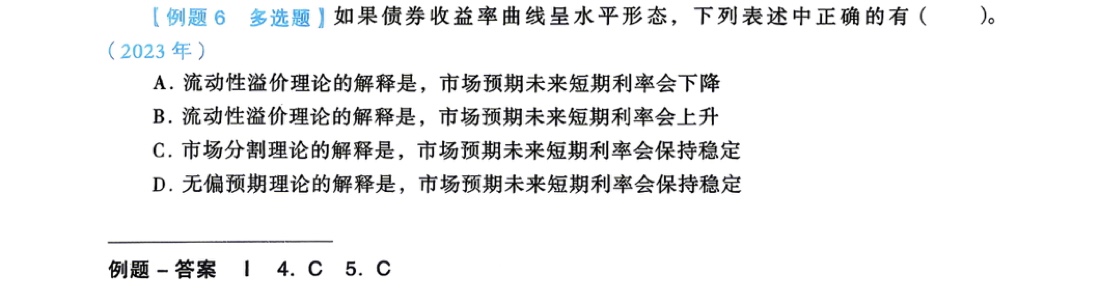 【例题6 多选题】如果债券收益率曲线呈水平形态，下列表述中正确的有（　　）。
（2023年）
A. 流动性溢价理论的解释是，市场预期未来短期利率会下降
B. 流动性溢价理论的解释是，市场预期未来短期利率会上升
C. 市场分割理论的解释是，市场预期未来短期利率会保持稳定
D. 无偏预期理论的解释是，市场预期未来短期利率会保持稳定
例题－答案 | 4. C 5. C